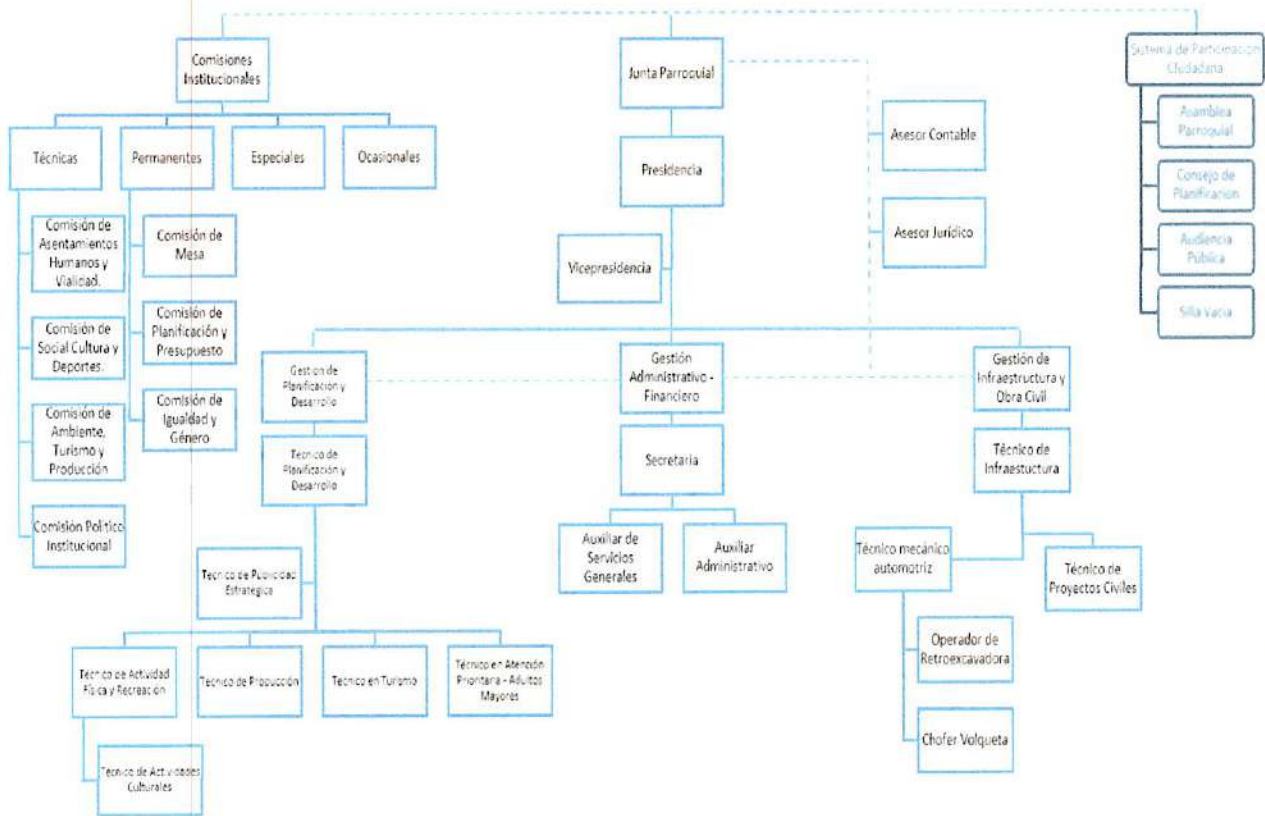 Comisiones
Institucionales
Junta Parroquial
Sistema de Participación
Ciudadana
Técnicas
Permanentes
Especiales
Ocasionales
Asesor Contable
Asamblea
Parroquial
Presidencia
Consejo de
Planificación
Comisión de
Asentamientos
Humanos y
Vialidad.
Comisión de
Mesa
Vicepresidencia
Asesor Jurídico
Audiencia
Pública
Silla Vacía
Comisión de
Social Cultura y
Deportes.
Comisión de
Planificación y
Presupuesto
Gestión de
Planificación y
Desarrollo
Gestión
Administrativo -
Financiero
Gestión de
Infraestructura y
Obra Civil
Comisión de
Ambiente,
Turismo y
Producción
Comisión de
Igualdad y
Género
Técnico de
Planificación y
Desarrollo
Secretaria
Técnico de
Infraestuctura
Comisión Político
Institucional
Técnico de Publicidad
Estratégica
Auxiliar de
Servicios
Generales
Auxiliar
Administrativo
Técnico mecánico
automotriz
Técnico de
Proyectos Civiles
Técnico de Actividad
Física y Recreación
Técnico de Producción
Técnico en Turismo
Técnico en Atención
Prioritaria - Adultos
Mayores
Operador de
Retroexcavadora
Técnico de Actividades
Culturales
Chofer Volqueta